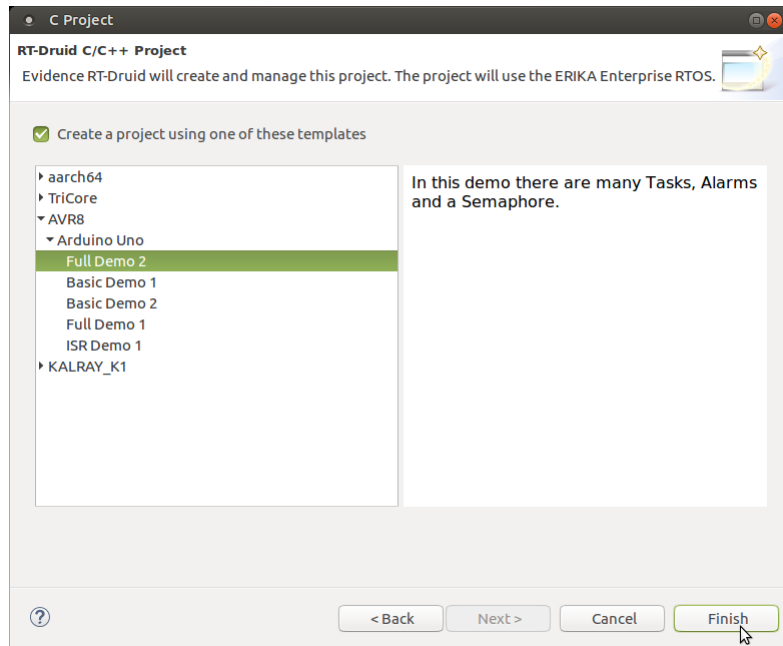 C Project
RT-Druid C/C++ Project
Evidence RT-Druid will create and manage this project. The project will use the ERIKA Enterprise RTOS.
Create a project using one of these templates
aarch64
TriCore
AVR8
Arduino Uno
Full Demo 2
Basic Demo 1
Basic Demo 2
Full Demo 1
ISR Demo 1
KALRAY_K1
In this demo there are many Tasks, Alarms
and a Semaphore.
?
< Back
Next >
Cancel
Finish